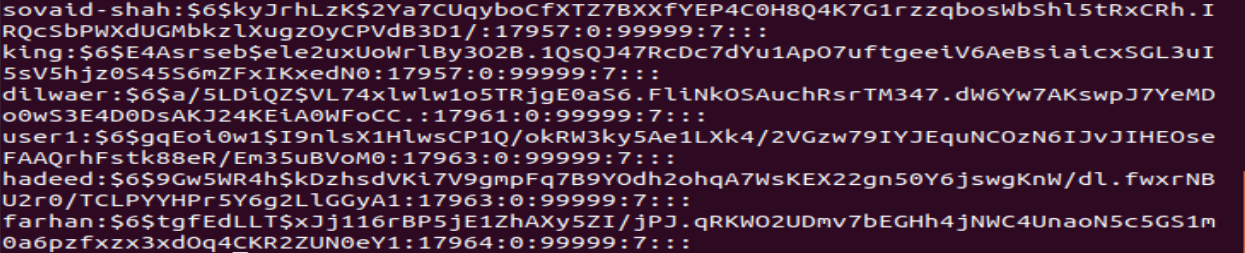 sovaid-shah:$6$kyJrhLzK$2Ya7CUqyboCfXTZ7BXXfYEP4C0H8Q4K7G1rzzqbosWbShl5tRxCRh.I
RQcSbPWXdUGMbkzlXugzOyCPVdB3D1/:17957:0:99999:7:::
king:$6$E4Asrseb$ele2uxUoWrlBy3O2B.1QsQJ47RcDc7dYu1ApO7uftgeeiV6AeBsiaicxSGL3uI
5sV5hjz0S45S6mZFxIKxedN0:17957:0:99999:7:::
dilwaer:$6$a/5LDiQZ$VL74xlwlw1o5TRjgE0aS6.FliNkOSAuchRsrTM347.dW6Yw7AKswpJ7YeMD
o0wS3E4D0DsAKJ24KEiA0WFoCC.:17961:0:99999:7:::
user1:$6$gqEoi0w1$I9nlsX1HlwsCP1Q/okRW3ky5Ae1LXk4/2VGzw79IYJEquNCOzN6IJvJIHEOse
FAAQrhFstk88eR/Em35uBVoM0:17963:0:99999:7:::
hadeed:$6$9Gw5WR4h$kDzhsdVKi7V9gmpFq7B9YOdh2ohqA7WsKEX22gn50Y6jswgKnW/dl.fwxrNB
U2r0/TCLPYYHPr5Y6g2LlGGyA1:17963:0:99999:7:::
farhan:$6$tgfEdLLT$xJj116rBP5jE1ZhAXy5ZI/jPJ.qRKWO2UDmv7bEGHh4jNWC4UnaoN5c5GS1m
0a6pzfxzx3xdOq4CKR2ZUN0eY1:17964:0:99999:7:::